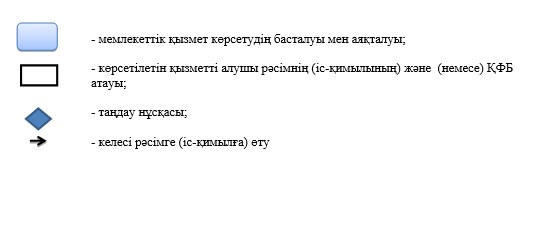 - мемлекеттік қызмет көрсетудің басталуы мен аяқталуы;
- көрсетілетін қызметті алушы рәсімнің (іс-қимылының) және (немесе) ҚФБ
атауы;
- таңдау нұсқасы;
- келесі рәсімге (іс-қимылға) өту